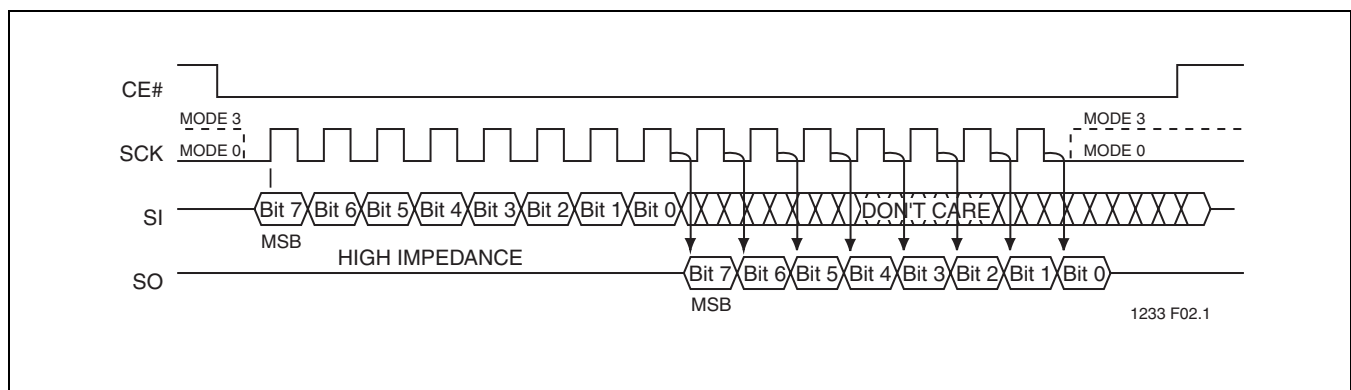 CE#
MODE 3 MODE 3
SCK MODE 0 MODE 0
SI Bit 7 Bit 6 Bit 5 Bit 4 Bit 3 Bit 2 Bit 1 Bit 0 DON'T CARE
MSB
HIGH IMPEDANCE
SO Bit 7 Bit 6 Bit 5 Bit 4 Bit 3 Bit 2 Bit 1 Bit 0
MSB
1233 F02.1